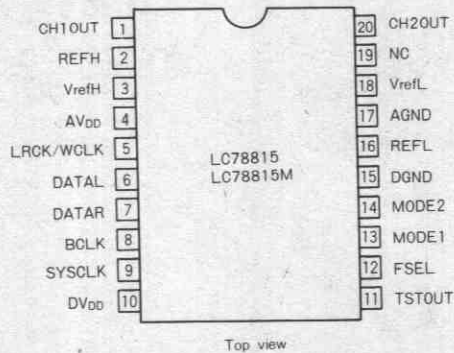 CH1OUT 1
REFH 2
VrefH 3
AVDD 4
LRCK/WCLK 5
DATAL 6
DATAR 7
BCLK 8
SYSCLK 9
DVDD 10
LC78815
LC78815M
20 CH2OUT
19 NC
18 VrefL
17 AGND
16 REFL
15 DGND
14 MODE2
13 MODE1
12 FSEL
11 TSTOUT
Top view